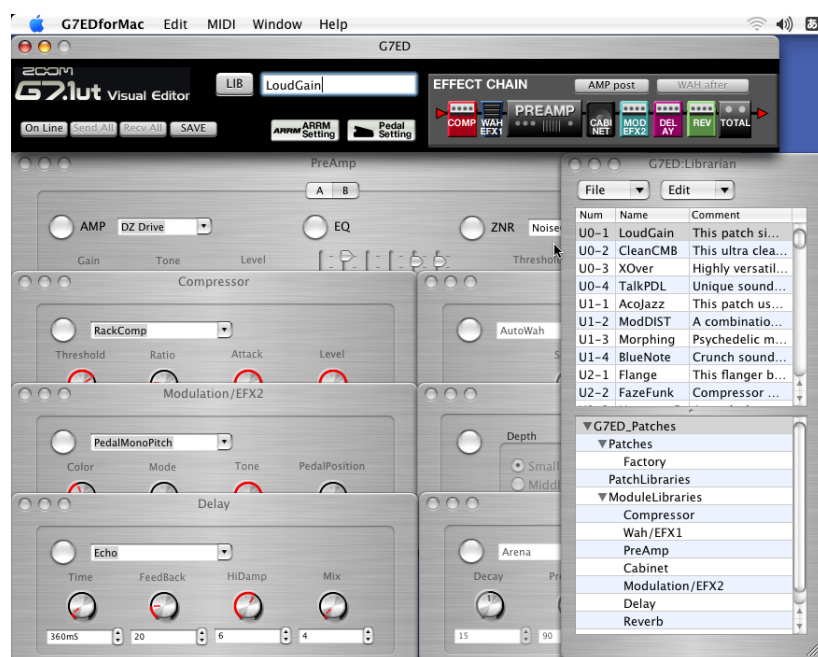 G7EDforMac Edit MIDI Window Help あ
G7ED
ZOOM
G7.1ut Visual Editor
LIB LoudGain
EFFECT CHAIN AMP post WAH after
COMP WAH EFX1 PREAMP CABI NET MOD EFX2 DEL AY REV TOTAL
On Line Send All Recv All SAVE
ARRM ARRM Setting Pedal Setting
PreAmp
A B
AMP DZ Drive EQ ZNR
Gain Tone Level
Compressor
RackComp
Threshold Ratio Attack Level
AutoWah
Modulation/EFX2
PedalMonoPitch
Color Mode Tone PedalPosition
Depth
Small
Delay
Echo
Time FeedBack HiDamp Mix
360mS 20 6 4
Arena
Decay
15 90
G7ED:Librarian
File Edit
Num Name Comment
U0-1 LoudGain This patch si...
U0-2 CleanCMB This ultra clea...
U0-3 XOver Highly versatil...
U0-4 TalkPDL Unique sound...
U1-1 AcoJazz This patch us...
U1-2 ModDIST A combinatio...
U1-3 Morphing Psychedelic m...
U1-4 BlueNote Crunch sound...
U2-1 Flange This flanger b...
U2-2 FazeFunk Compressor ...
G7ED_Patches
Patches
Factory
PatchLibraries
ModuleLibraries
Compressor
Wah/EFX1
PreAmp
Cabinet
Modulation/EFX2
Delay
Reverb